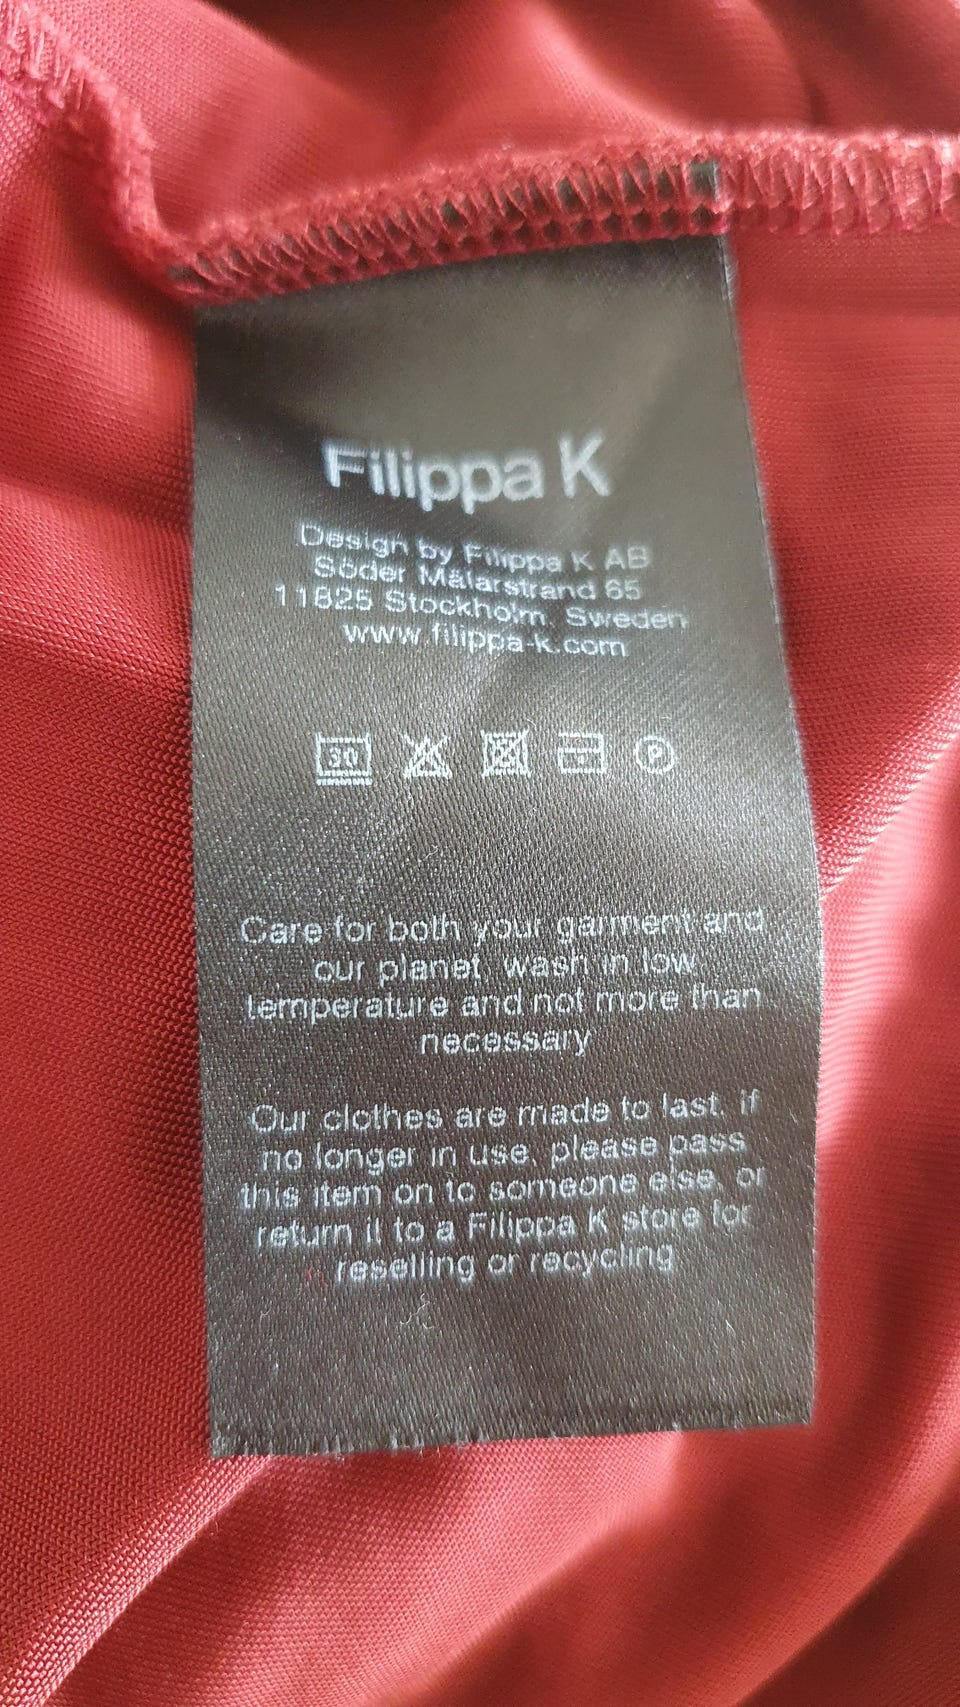 Filippa K
Design by Filippa K AB
Söder Mälarstrand 65
11825 Stockholm, Sweden
www.filippa-k.com
30
P
Care for both your garment and
our planet, wash in low
temperature and not more than
necessary
Our clothes are made to last, if
no longer in use, please pass
this item on to someone else, or
return it to a Filippa K store for
reselling or recycling